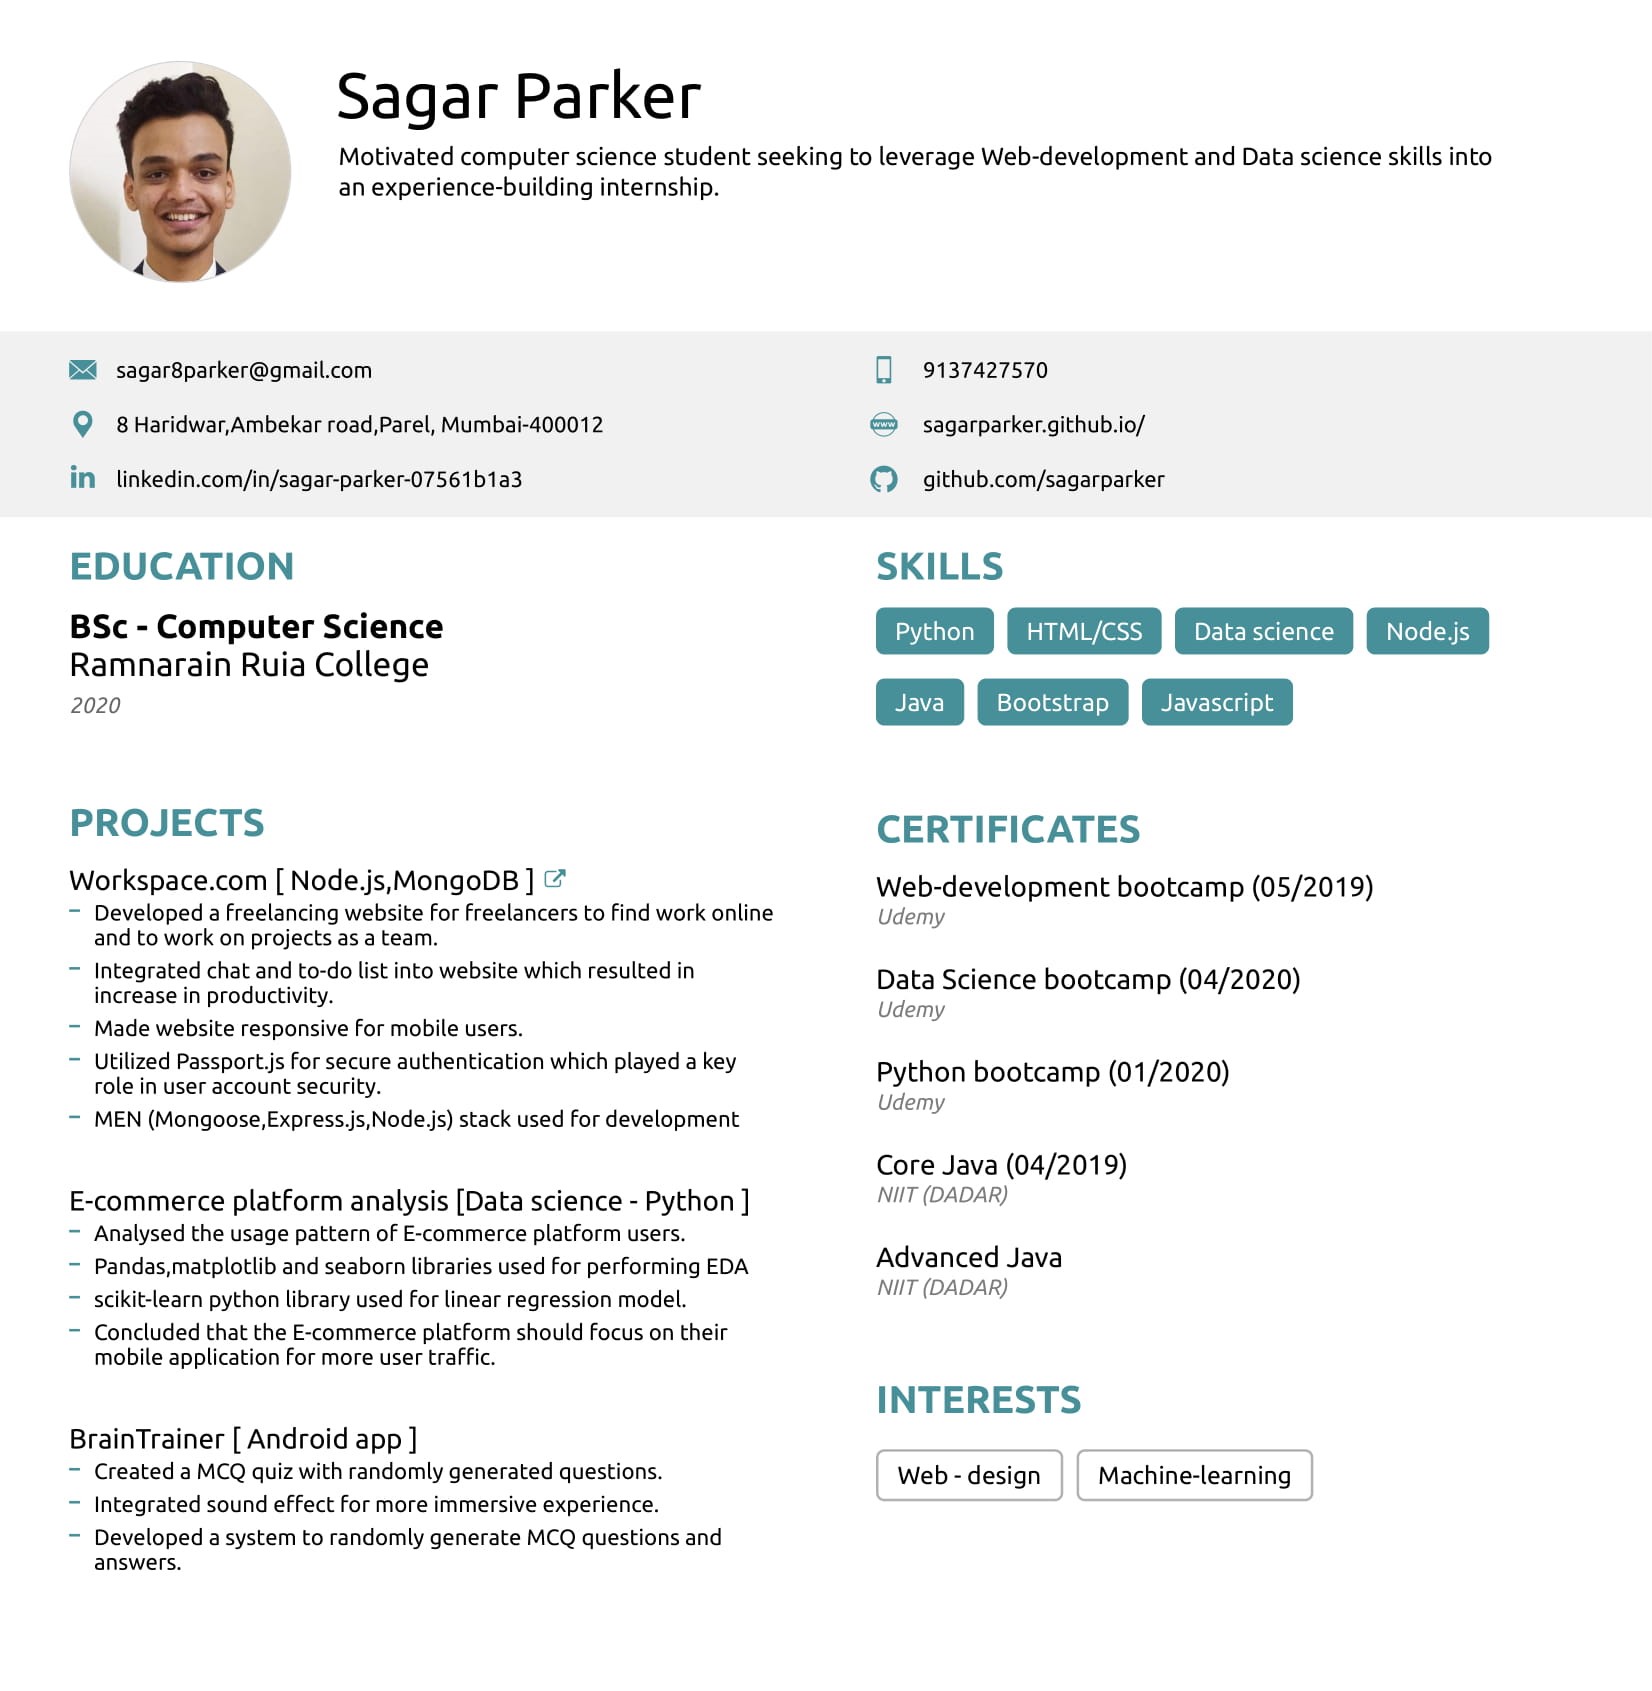 Sagar Parker
Motivated computer science student seeking to leverage Web-development and Data science skills into
an experience-building internship.
sagar8parker@gmail.com
9137427570
8 Haridwar,Ambekar road,Parel, Mumbai-400012
www
sagarparker.github.io/
in
linkedin.com/in/sagar-parker-07561b1a3
github.com/sagarparker
EDUCATION
BSc - Computer Science
Ramnarain Ruia College
2020
PROJECTS
Workspace.com [ Node.js,MongoDB ]
– Developed a freelancing website for freelancers to find work online
and to work on projects as a team.
– Integrated chat and to-do list into website which resulted in
increase in productivity.
– Made website responsive for mobile users.
– Utilized Passport.js for secure authentication which played a key
role in user account security.
– MEN (Mongoose,Express.js,Node.js) stack used for development
E-commerce platform analysis [Data science - Python ]
– Analysed the usage pattern of E-commerce platform users.
– Pandas,matplotlib and seaborn libraries used for performing EDA
– scikit-learn python library used for linear regression model.
– Concluded that the E-commerce platform should focus on their
mobile application for more user traffic.
BrainTrainer [ Android app ]
– Created a MCQ quiz with randomly generated questions.
– Integrated sound effect for more immersive experience.
– Developed a system to randomly generate MCQ questions and
answers.
SKILLS
Python HTML/CSS Data science Node.js
Java Bootstrap Javascript
CERTIFICATES
Web-development bootcamp (05/2019)
Udemy
Data Science bootcamp (04/2020)
Udemy
Python bootcamp (01/2020)
Udemy
Core Java (04/2019)
NIIT (DADAR)
Advanced Java
NIIT (DADAR)
INTERESTS
Web - design Machine-learning